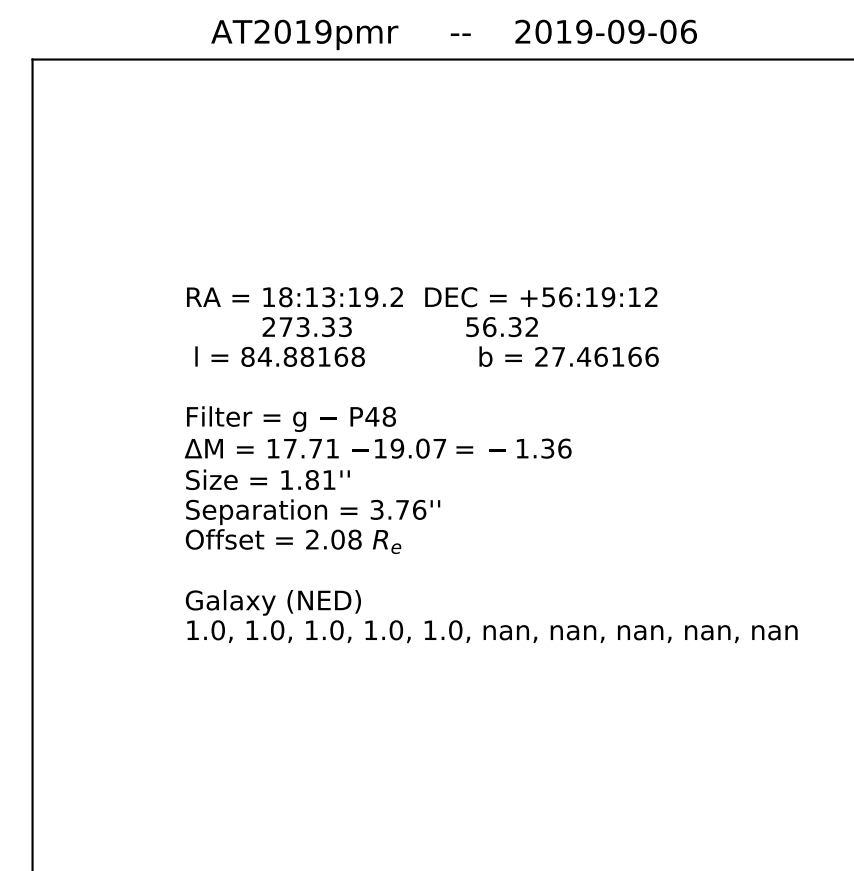 AT2019pmr -- 2019-09-06
RA = 18:13:19.2 DEC = +56:19:12
273.33 56.32
l = 84.88168 b = 27.46166
Filter = g − P48
ΔM = 17.71 −19.07 = − 1.36
Size = 1.81''
Separation = 3.76''
Offset = 2.08 Rₑ
Galaxy (NED)
1.0, 1.0, 1.0, 1.0, 1.0, nan, nan, nan, nan, nan